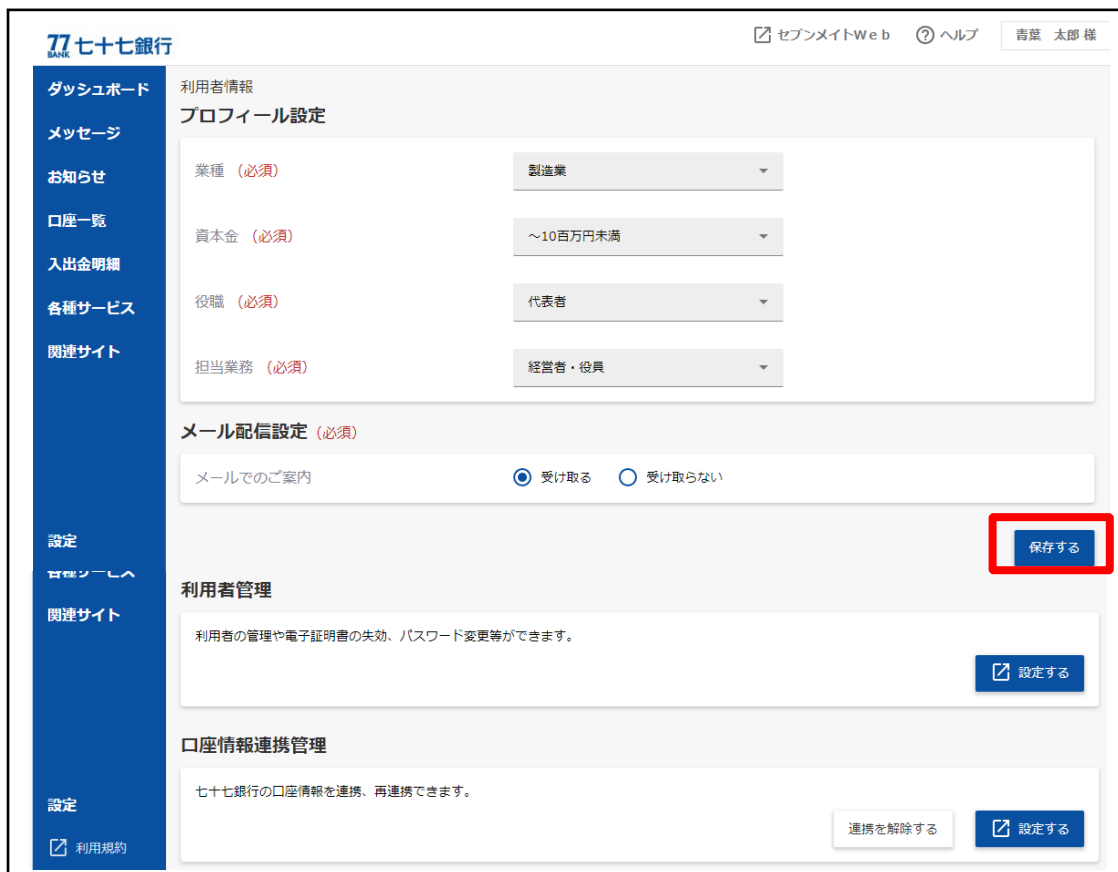 77 BANK 七十七銀行
セブンメイトWeb ヘルプ 青葉 太郎 様
ダッシュボード
メッセージ
お知らせ
口座一覧
入出金明細
各種サービス
関連サイト
設定
各種サービス
関連サイト
設定
利用規約
利用者情報
プロフィール設定
業種 (必須) 製造業
資本金 (必須) ～10百万円未満
役職 (必須) 代表者
担当業務 (必須) 経営者・役員
メール配信設定 (必須)
メールでのご案内 受け取る 受け取らない
保存する
利用者管理
利用者の管理や電子証明書の失効、パスワード変更等ができます。
設定する
口座情報連携管理
七十七銀行の口座情報を連携、再連携できます。
連携を解除する 設定する